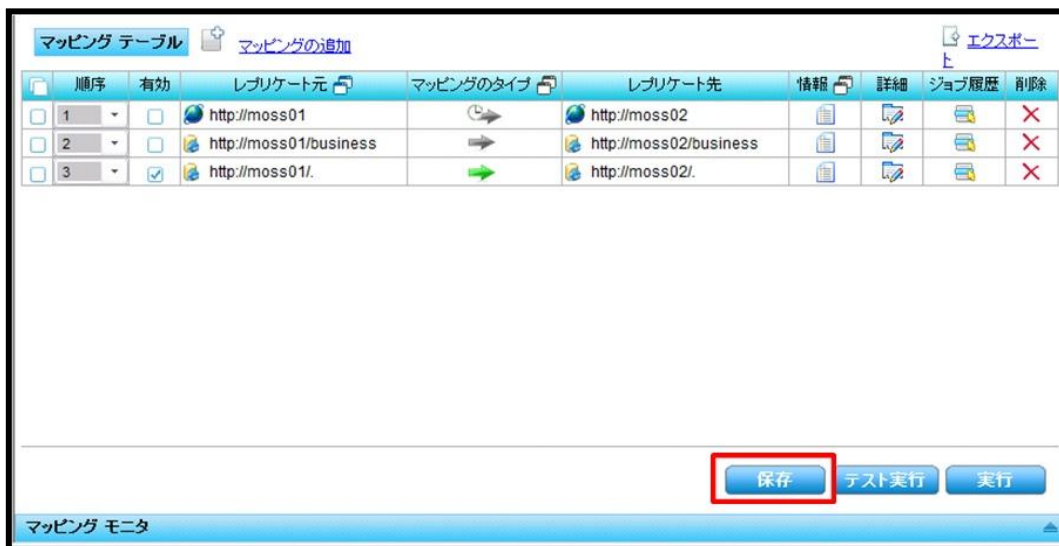 マッピング テーブル マッピングの追加 エクスポート
順序 有効 レプリケート元 マッピングのタイプ レプリケート先 情報 詳細 ジョブ履歴 削除
1 http://moss01 http://moss02
2 http://moss01/business http://moss02/business
3 http://moss01/. http://moss02/.
保存 テスト実行 実行
マッピング モニタ